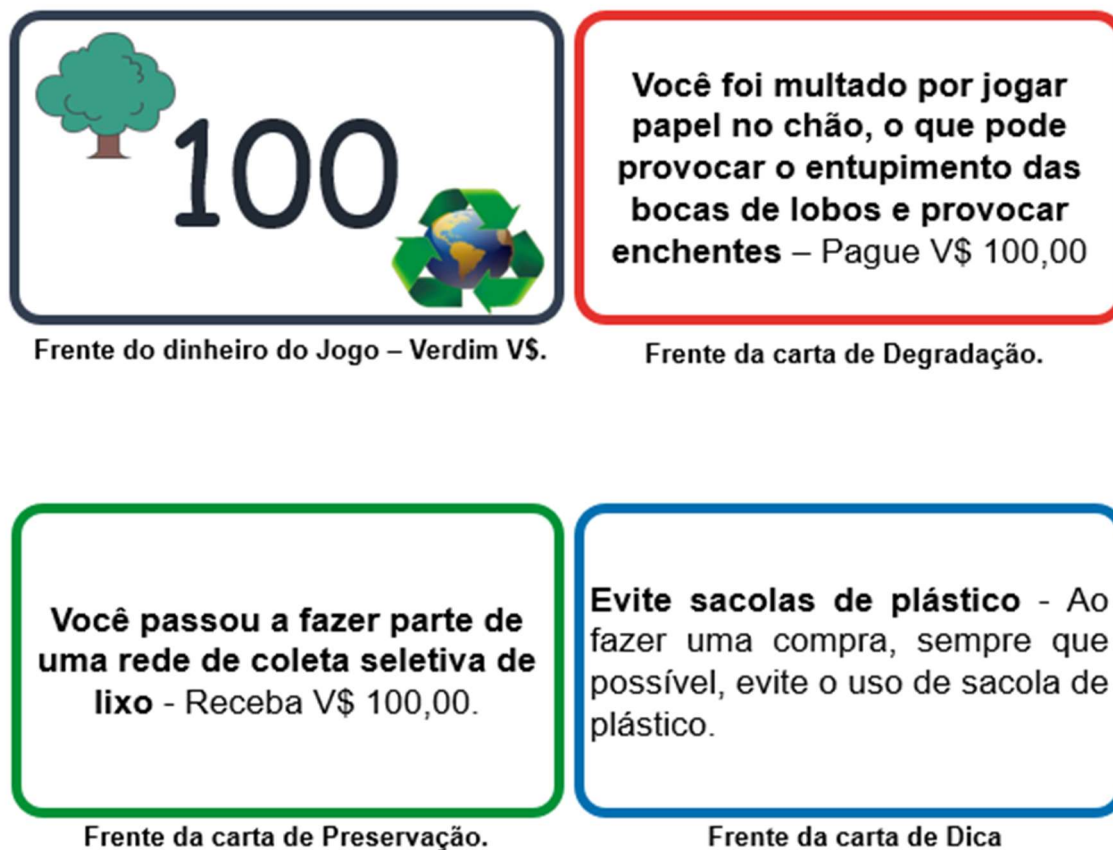 100
Frente do dinheiro do Jogo – Verdim V$.
Você foi multado por jogar
papel no chão, o que pode
provocar o entupimento das
bocas de lobos e provocar
enchentes – Pague V$ 100,00
Frente da carta de Degradação.
Você passou a fazer parte de
uma rede de coleta seletiva de
lixo - Receba V$ 100,00.
Frente da carta de Preservação.
Evite sacolas de plástico - Ao
fazer uma compra, sempre que
possível, evite o uso de sacola de
plástico.
Frente da carta de Dica